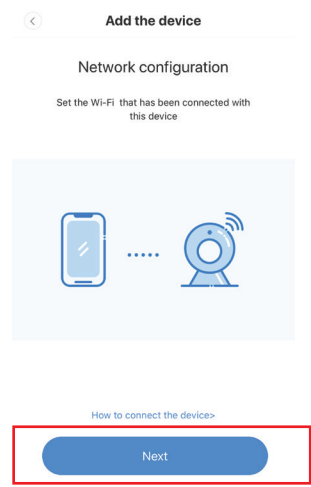 Add the device
Network configuration
Set the Wi-Fi that has been connected with
this device
How to connect the device>
Next